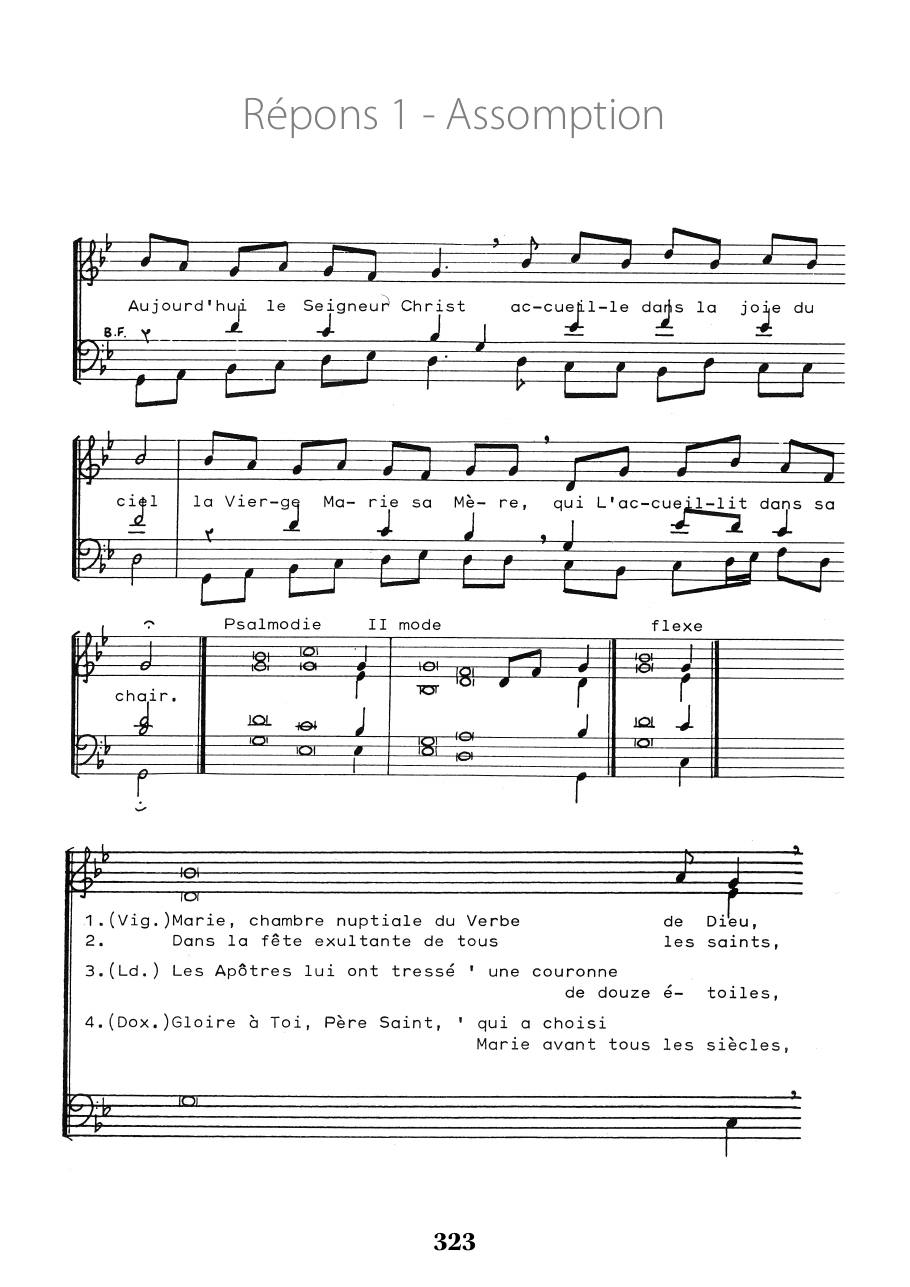 Répons 1 - Assomption
Aujourd'hui le Seigneur Christ ac-cueil-le dans la joie du
B.F.
ciel la Vier-ge Ma- rie sa Mè- re, qui L'ac-cueil-lit dans sa
Psalmodie II mode flexe
chair.
1.(Vig.)Marie, chambre nuptiale du Verbe de Dieu,
2. Dans la fête exultante de tous les saints,
3.(Ld.) Les Apôtres lui ont tressé ' une couronne
de douze é- toiles,
4.(Dox.)Gloire à Toi, Père Saint, ' qui a choisi
Marie avant tous les siècles,
323